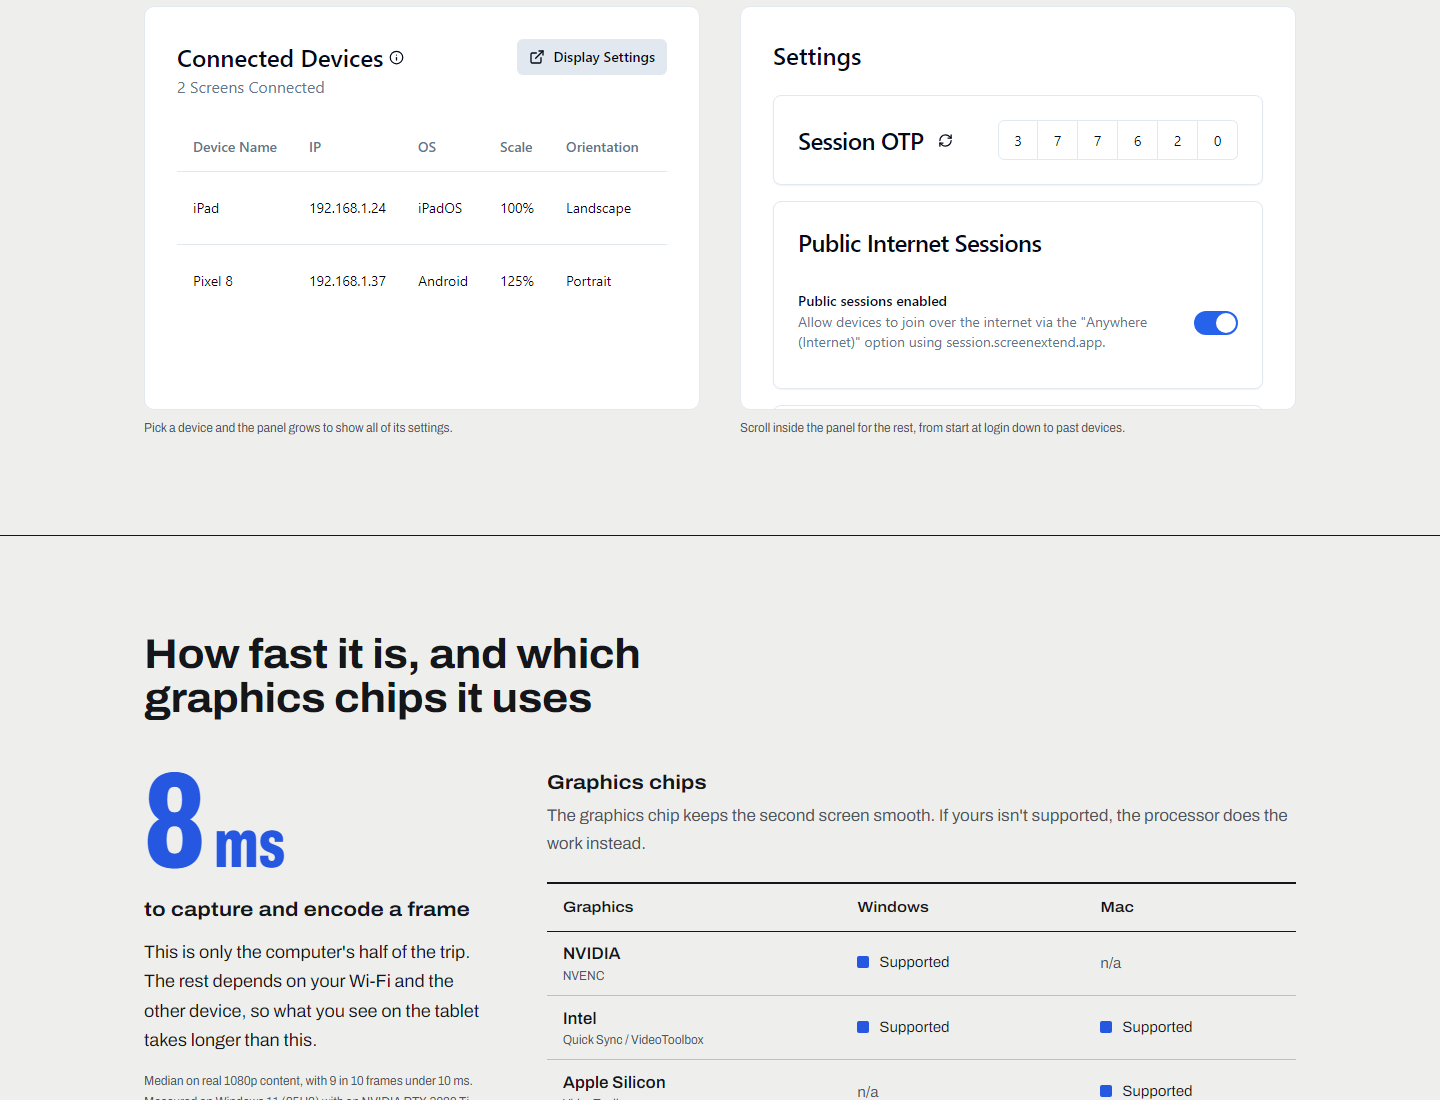 Connected Devices
Display Settings
2 Screens Connected
Device Name IP OS Scale Orientation
iPad 192.168.1.24 iPadOS 100% Landscape
Pixel 8 192.168.1.37 Android 125% Portrait
Pick a device and the panel grows to show all of its settings.
Settings
Session OTP 3 7 7 6 2 0
Public Internet Sessions
Public sessions enabled
Allow devices to join over the internet via the "Anywhere
(Internet)" option using session.screenextend.app.
Scroll inside the panel for the rest, from start at login down to past devices.
How fast it is, and which
graphics chips it uses
8 ms
to capture and encode a frame
This is only the computer's half of the trip.
The rest depends on your Wi-Fi and the
other device, so what you see on the tablet
takes longer than this.
Median on real 1080p content, with 9 in 10 frames under 10 ms.
Graphics chips
The graphics chip keeps the second screen smooth. If yours isn't supported, the processor does the
work instead.
Graphics Windows Mac
NVIDIA
NVENC
Supported n/a
Intel
Quick Sync / VideoToolbox
Supported Supported
Apple Silicon
n/a Supported